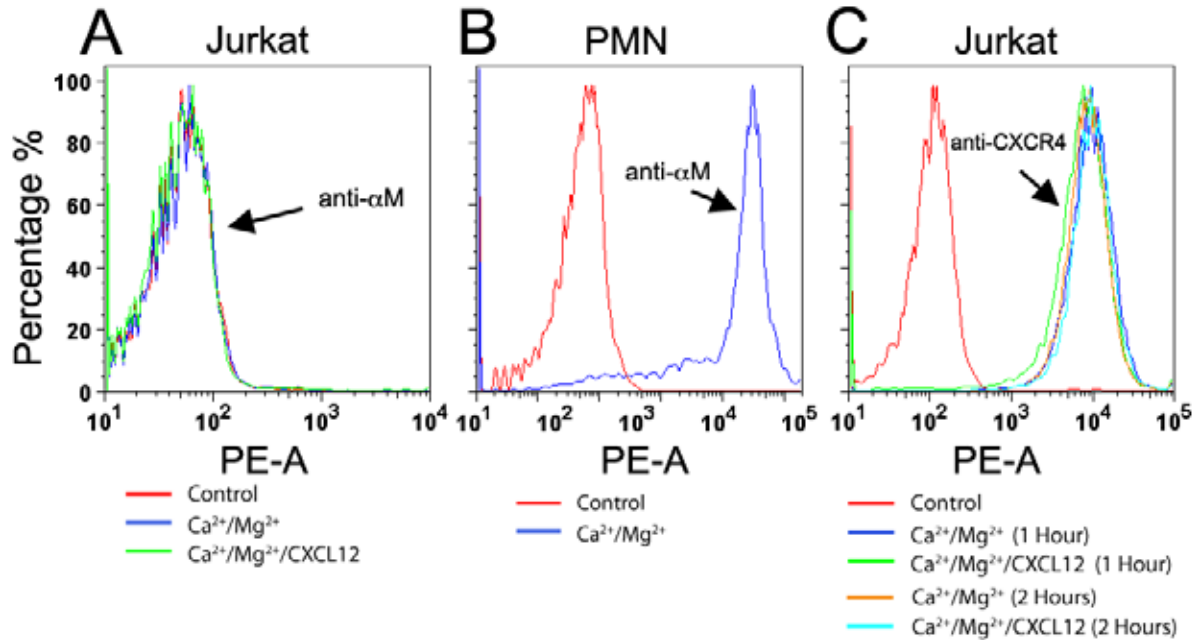 A Jurkat
B PMN
C Jurkat
Percentage %
100
80
60
40
20
0
anti-αM
anti-αM
anti-CXCR4
10¹ 10² 10³ 10⁴
10¹ 10² 10³ 10⁴ 10⁵
10¹ 10² 10³ 10⁴ 10⁵
PE-A
PE-A
PE-A
Control
Ca²⁺/Mg²⁺
Ca²⁺/Mg²⁺/CXCL12
Control
Ca²⁺/Mg²⁺
Control
Ca²⁺/Mg²⁺ (1 Hour)
Ca²⁺/Mg²⁺/CXCL12 (1 Hour)
Ca²⁺/Mg²⁺ (2 Hours)
Ca²⁺/Mg²⁺/CXCL12 (2 Hours)